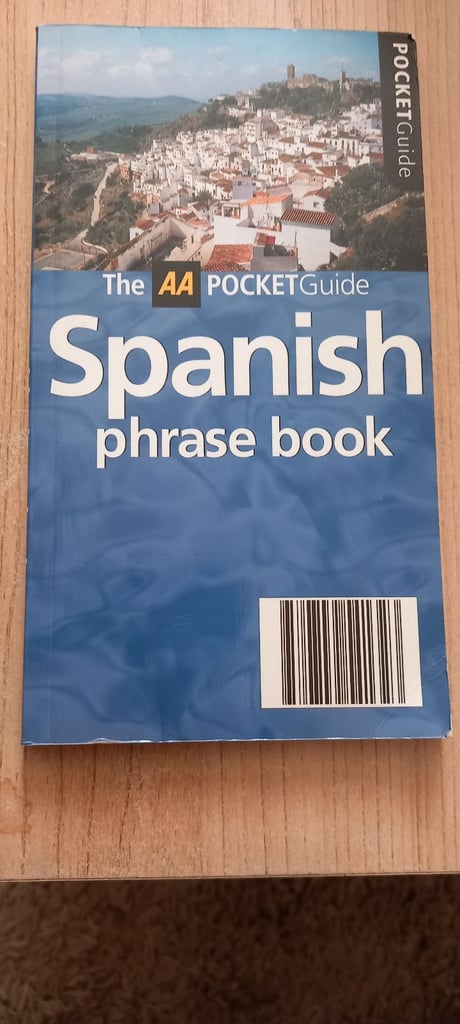 POCKETGuide
The AA POCKETGuide
Spanish
phrase book